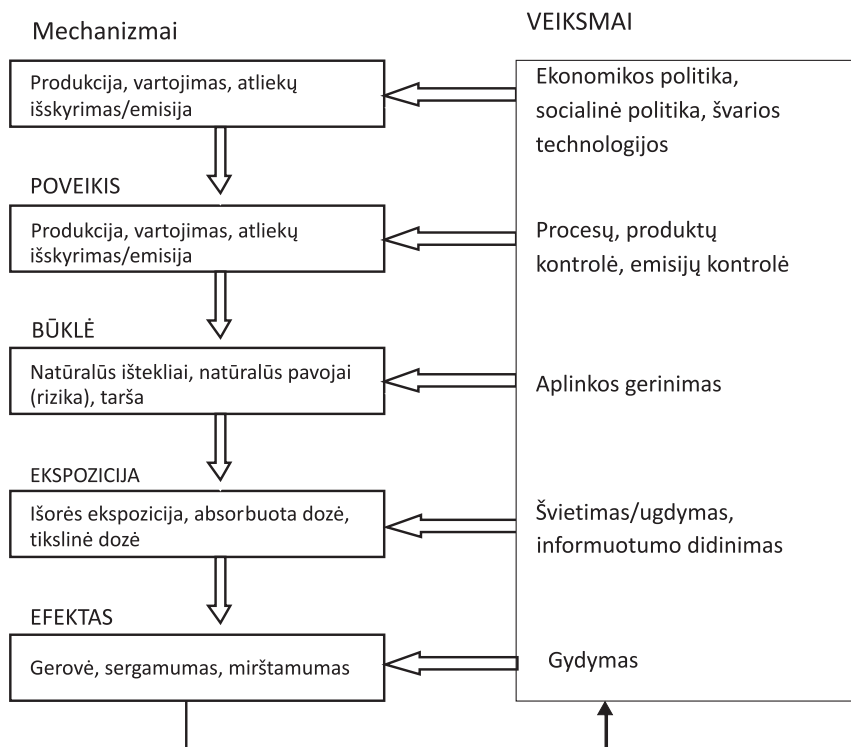 Mechanizmai
VEIKSMAI
Produkcija, vartojimas, atliekų
išskyrimas/emisija
Ekonomikos politika,
socialinė politika, švarios
technologijos
POVEIKIS
Produkcija, vartojimas, atliekų
išskyrimas/emisija
Procesų, produktų
kontrolė, emisijų kontrolė
BŪKLĖ
Natūralūs ištekliai, natūralūs pavojai
(rizika), tarša
Aplinkos gerinimas
EKSPOZICIJA
Išorės ekspozicija, absorbuota dozė,
tikslinė dozė
Švietimas/ugdymas,
informuotumo didinimas
EFEKTAS
Gerovė, sergamumas, mirštamumas
Gydymas